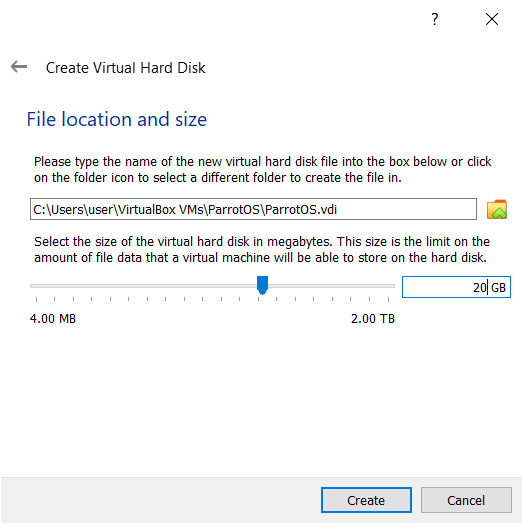 ?
Create Virtual Hard Disk
File location and size
Please type the name of the new virtual hard disk file into the box below or click
on the folder icon to select a different folder to create the file in.
C:\Users\user\VirtualBox VMs\ParrotOS\ParrotOS.vdi
Select the size of the virtual hard disk in megabytes. This size is the limit on the
amount of file data that a virtual machine will be able to store on the hard disk.
20 GB
4.00 MB 2.00 TB
Create Cancel